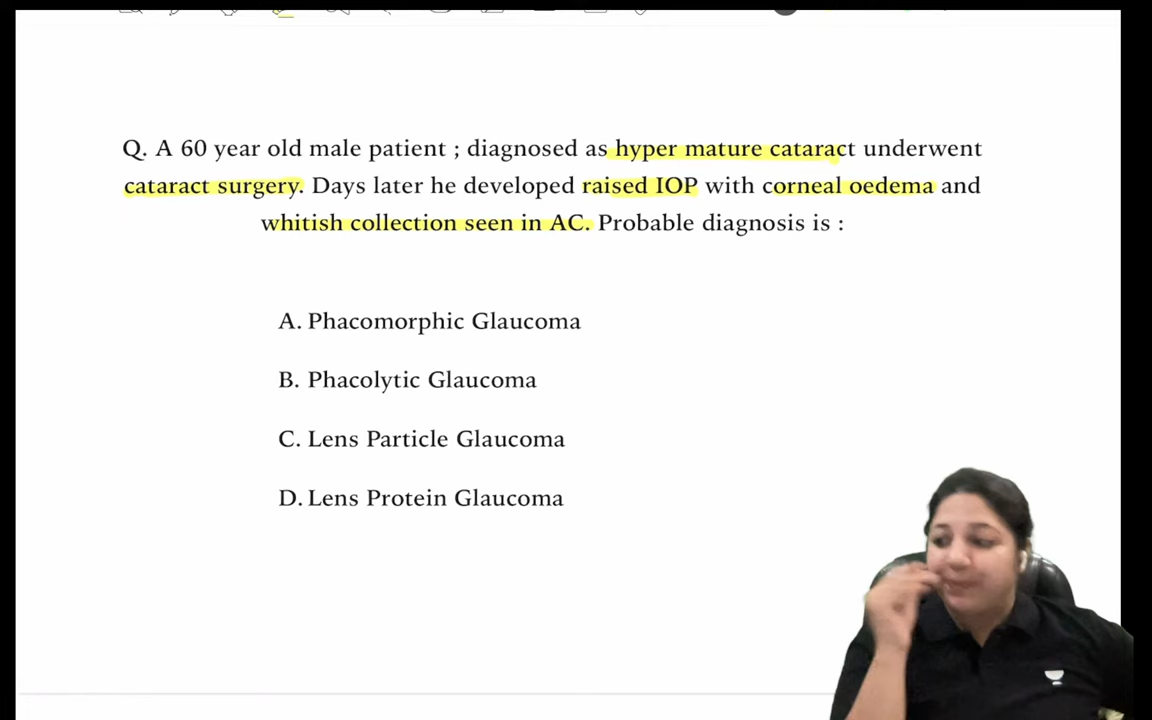 Q. A 60 year old male patient ; diagnosed as hyper mature cataract underwent
cataract surgery. Days later he developed raised IOP with corneal oedema and
whitish collection seen in AC. Probable diagnosis is :
A. Phacomorphic Glaucoma
B. Phacolytic Glaucoma
C. Lens Particle Glaucoma
D. Lens Protein Glaucoma